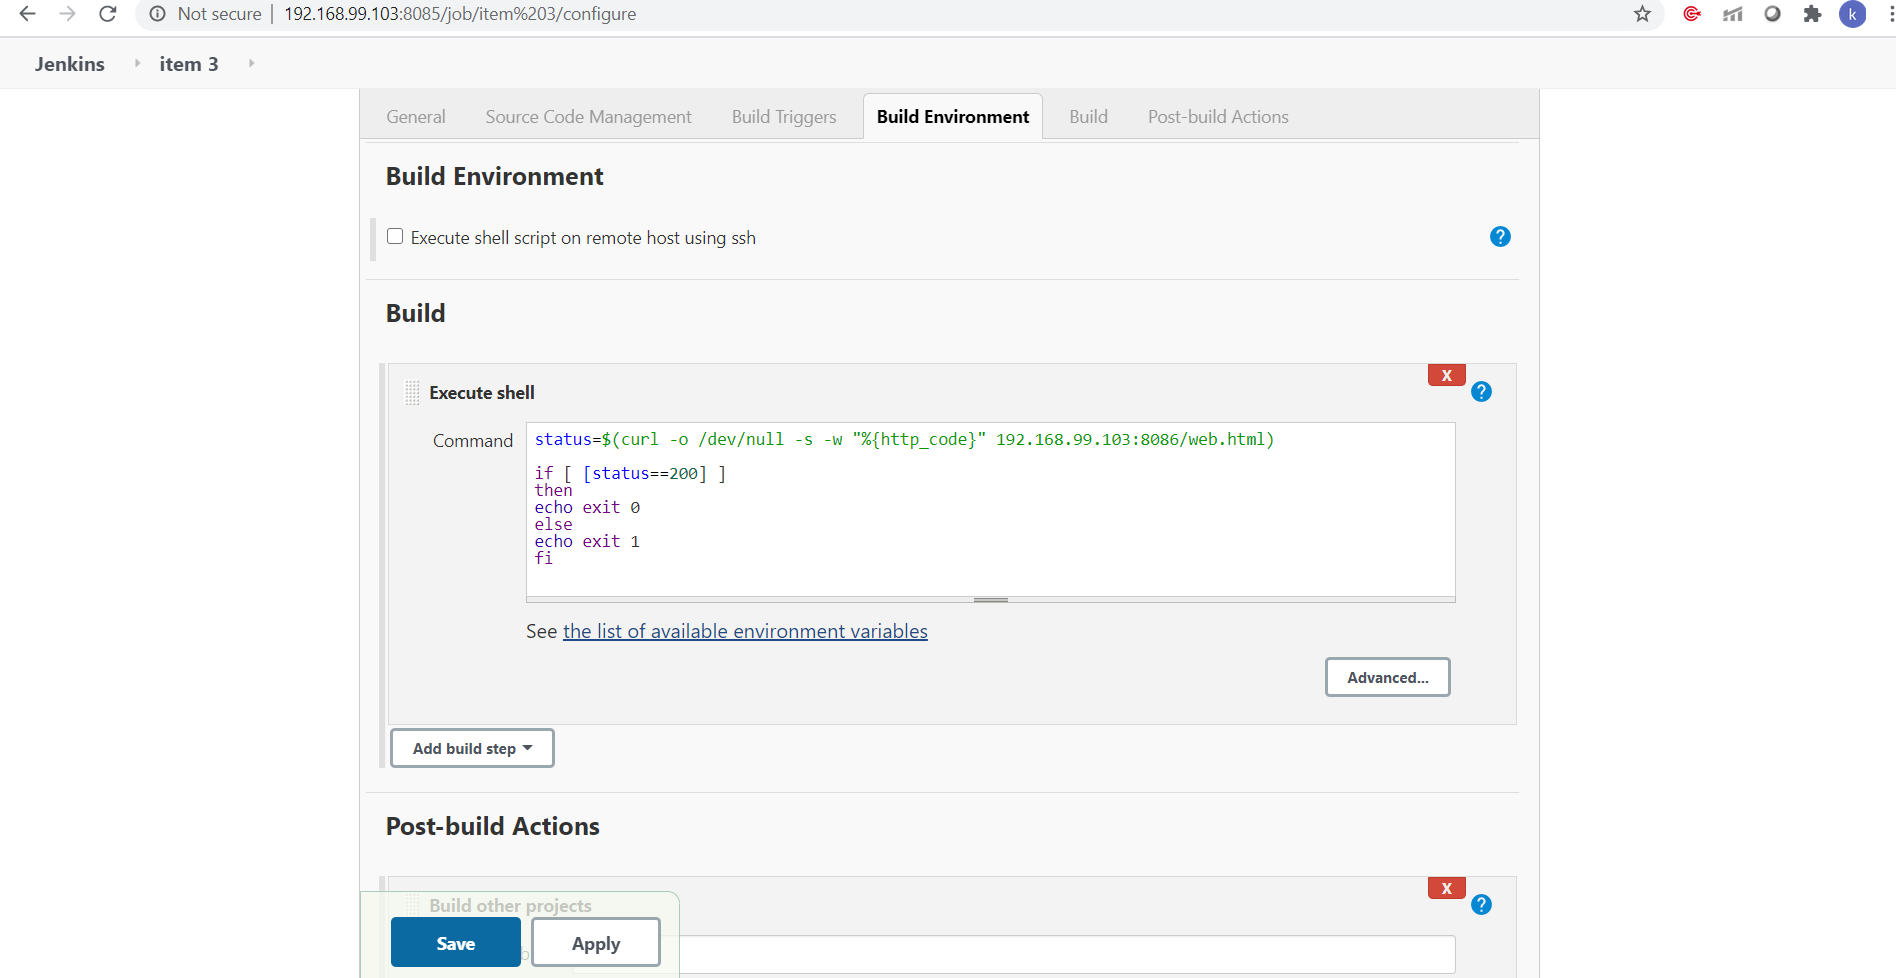 Not secure | 192.168.99.103:8085/job/item%203/configure
k
Jenkins item 3
General Source Code Management Build Triggers Build Environment Build Post-build Actions
Build Environment
Execute shell script on remote host using ssh
?
Build
X
Execute shell
?
Command
status=$(curl -o /dev/null -s -w "%{http_code}" 192.168.99.103:8086/web.html)
if [ [status==200] ]
then
echo exit 0
else
echo exit 1
fi
See the list of available environment variables
Advanced...
Add build step
Post-build Actions
X
Build other projects
?
Save Apply